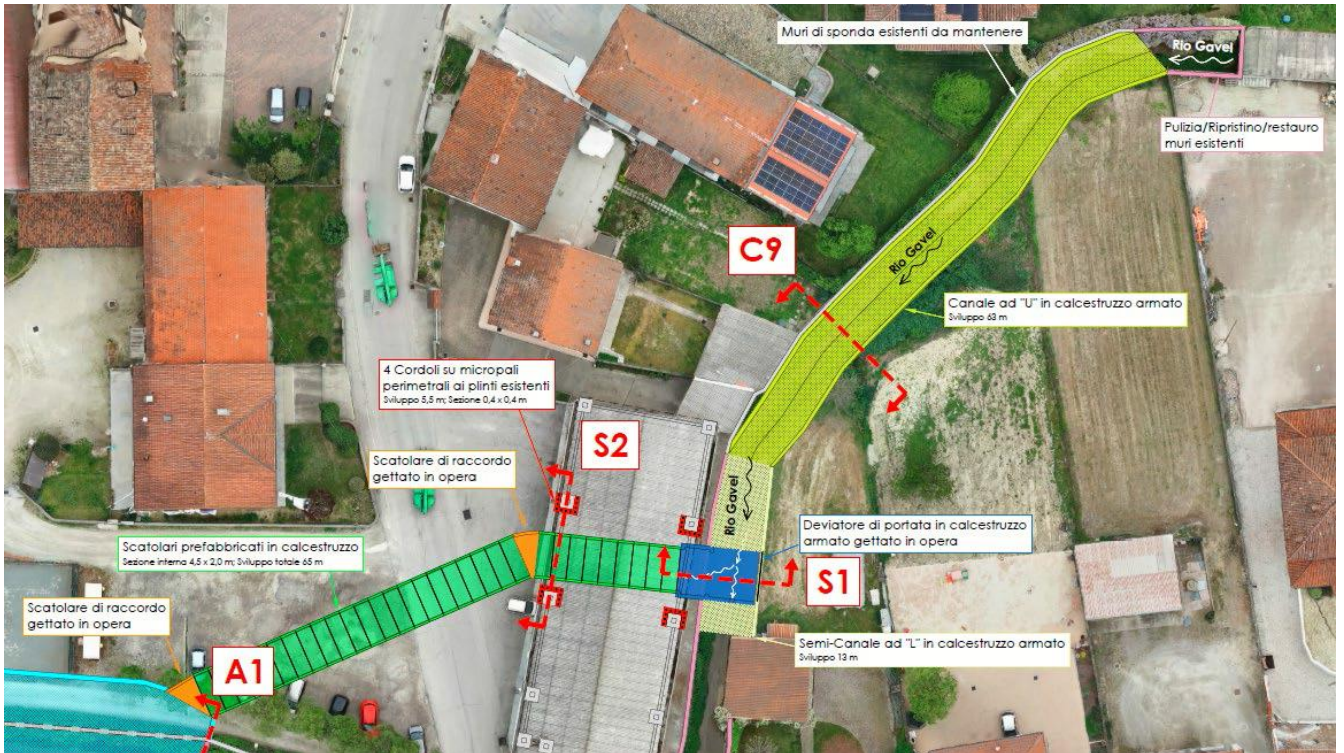 Muri di sponda esistenti da mantenere
Rio Gavel
Pulizia/Ripristino/restauro
muri esistenti
Rio Gavel
C9
Canale ad "U" in calcestruzzo armato
Sviluppo 63 m
4 Cordoli su micropali
perimetrali ai plinti esistenti
Sviluppo 5,5 m; Sezione 0,4 x 0,4 m
S2
Scatolare di raccordo
gettato in opera
Rio Gavel
Deviatore di portata in calcestruzzo
armato gettato in opera
Scatolari prefabbricati in calcestruzzo
Sezione interna 4,5 x 2,0 m; Sviluppo totale 65 m
S1
Scatolare di raccordo
gettato in opera
Semi-Canale ad "L" in calcestruzzo armato
Sviluppo 13 m
A1